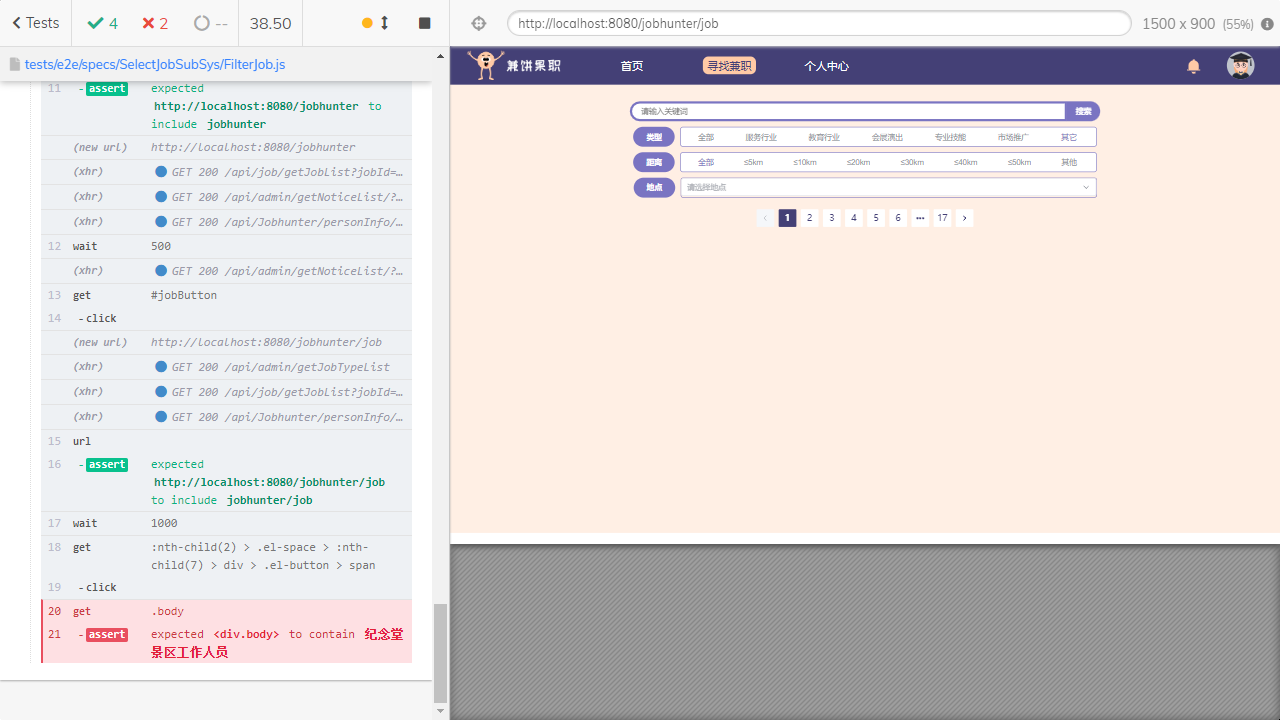 Tests
4
2
--
38.50
http://localhost:8080/jobhunter/job
1500 x 900 (55%)
tests/e2e/specs/SelectJobSubSys/FilterJob.js
11 -assert expected
http://localhost:8080/jobhunter to
include jobhunter
(new url) http://localhost:8080/jobhunter
(xhr) GET 200 /api/job/getJobList?jobId=…
(xhr) GET 200 /api/admin/getNoticeList/?…
(xhr) GET 200 /api/Jobhunter/personInfo/…
12 wait 500
(xhr) GET 200 /api/admin/getNoticeList/?…
13 get #jobButton
14 -click
(new url) http://localhost:8080/jobhunter/job
(xhr) GET 200 /api/admin/getJobTypeList
(xhr) GET 200 /api/job/getJobList?jobId=…
(xhr) GET 200 /api/Jobhunter/personInfo/…
15 url
16 -assert expected
http://localhost:8080/jobhunter/job
to include jobhunter/job
17 wait 1000
18 get :nth-child(2) > .el-space > :nth-
child(7) > div > .el-button > span
19 -click
20 get .body
21 -assert expected <div.body> to contain 纪念堂
景区工作人员
兼饼果职
首页
寻找兼职
个人中心
请输入关键词
搜索
类型 全部 服务行业 教育行业 会展演出 专业技能 市场推广 其它
距离 全部 ≤5km ≤10km ≤20km ≤30km ≤40km ≤50km 其他
地点 请选择地点
‹ 1 2 3 4 5 6 ••• 17 ›